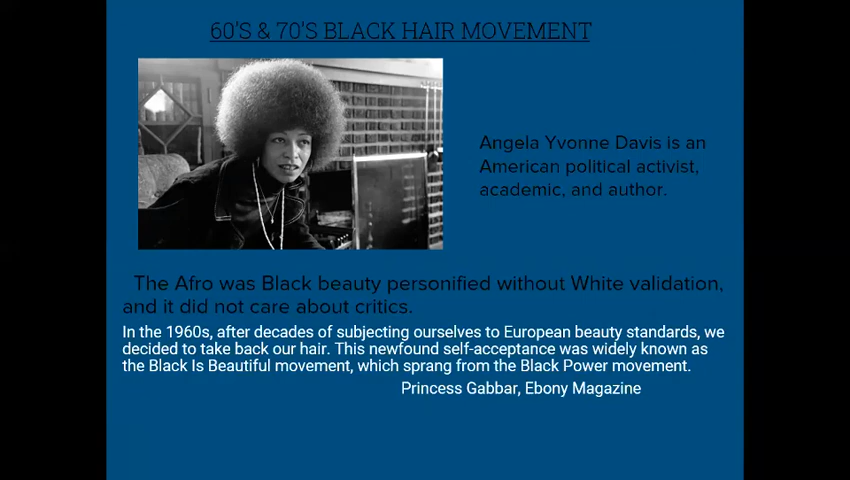 60'S & 70'S BLACK HAIR MOVEMENT
Angela Yvonne Davis is an
American political activist,
academic, and author.
The Afro was Black beauty personified without White validation,
and it did not care about critics.
In the 1960s, after decades of subjecting ourselves to European beauty standards, we
decided to take back our hair. This newfound self-acceptance was widely known as
the Black Is Beautiful movement, which sprang from the Black Power movement.
Princess Gabbar, Ebony Magazine